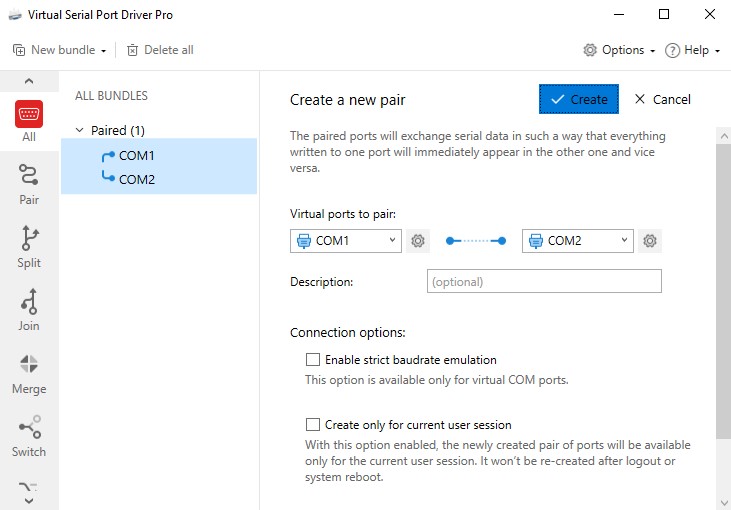 Virtual Serial Port Driver Pro
New bundle
Delete all
Options
Help
All
Pair
Split
Join
Merge
Switch
ALL BUNDLES
Paired (1)
COM1
COM2
Create a new pair
Create
Cancel
The paired ports will exchange serial data in such a way that everything
written to one port will immediately appear in the other one and vice
versa.
Virtual ports to pair:
COM1
COM2
Description:
(optional)
Connection options:
Enable strict baudrate emulation
This option is available only for virtual COM ports.
Create only for current user session
With this option enabled, the newly created pair of ports will be available
only for the current user session. It won't be re-created after logout or
system reboot.